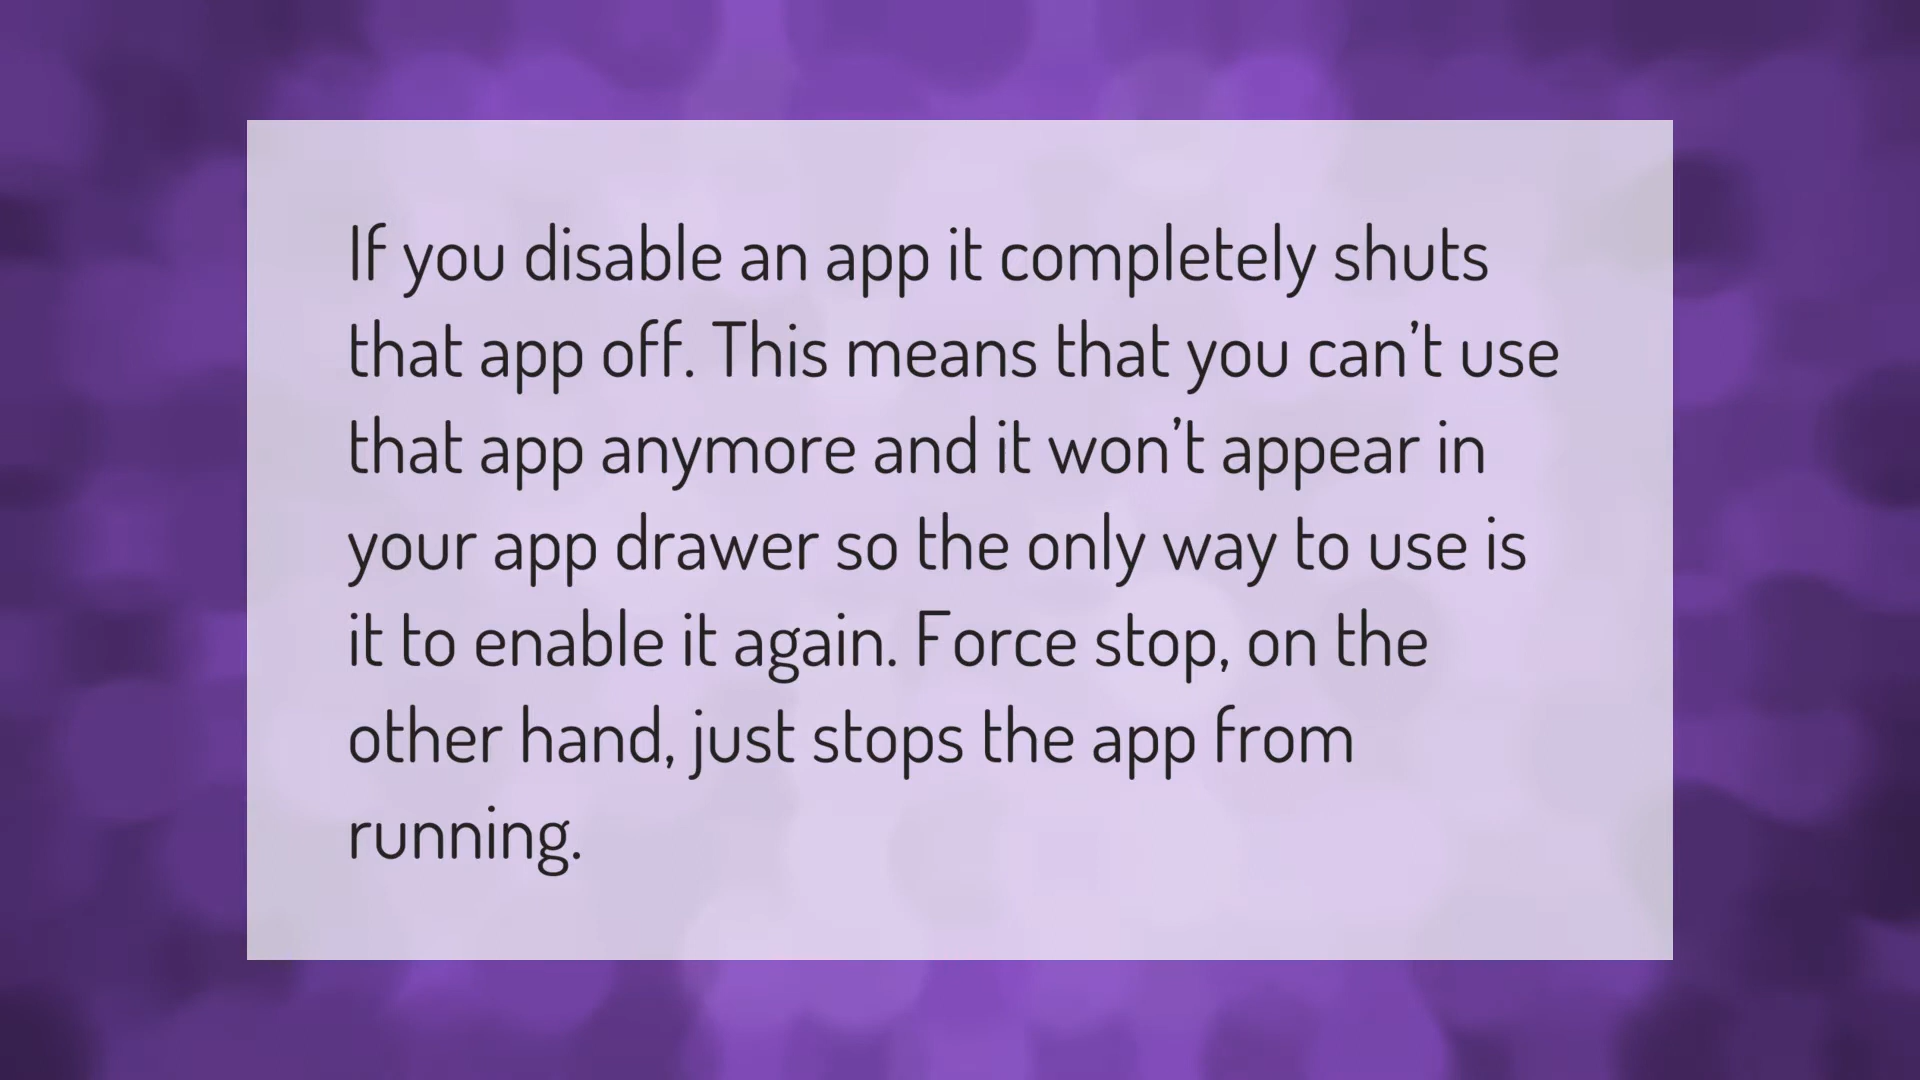 If you disable an app it completely shuts
that app off. This means that you can't use
that app anymore and it won't appear in
your app drawer so the only way to use is
it to enable it again. Force stop, on the
other hand, just stops the app from
running.